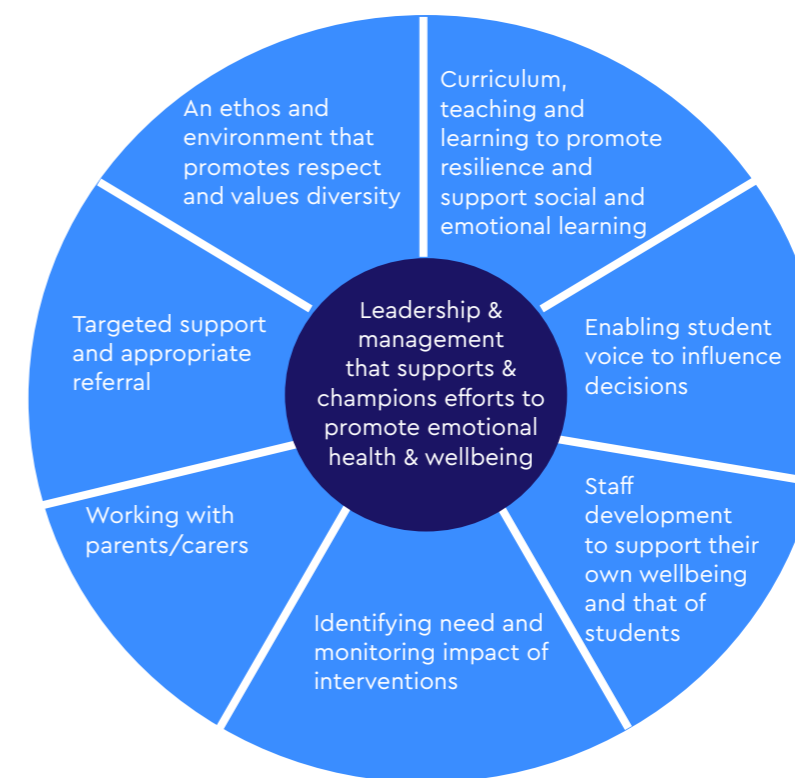 An ethos and
environment that
promotes respect
and values diversity
Curriculum,
teaching and
learning to promote
resilience and
support social and
emotional learning
Enabling student
voice to influence
decisions
Staff
development
to support their
own wellbeing
and that of
students
Identifying need and
monitoring impact of
interventions
Working with
parents/carers
Targeted support
and appropriate
referral
Leadership &
management
that supports &
champions efforts to
promote emotional
health & wellbeing